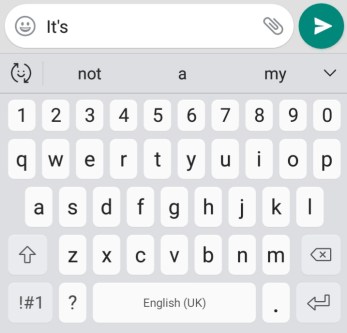 It's
not a my
1 2 3 4 5 6 7 8 9 0
q w e r t y u i o p
a s d f g h j k l
z x c v b n m
!#1 ? English (UK) .